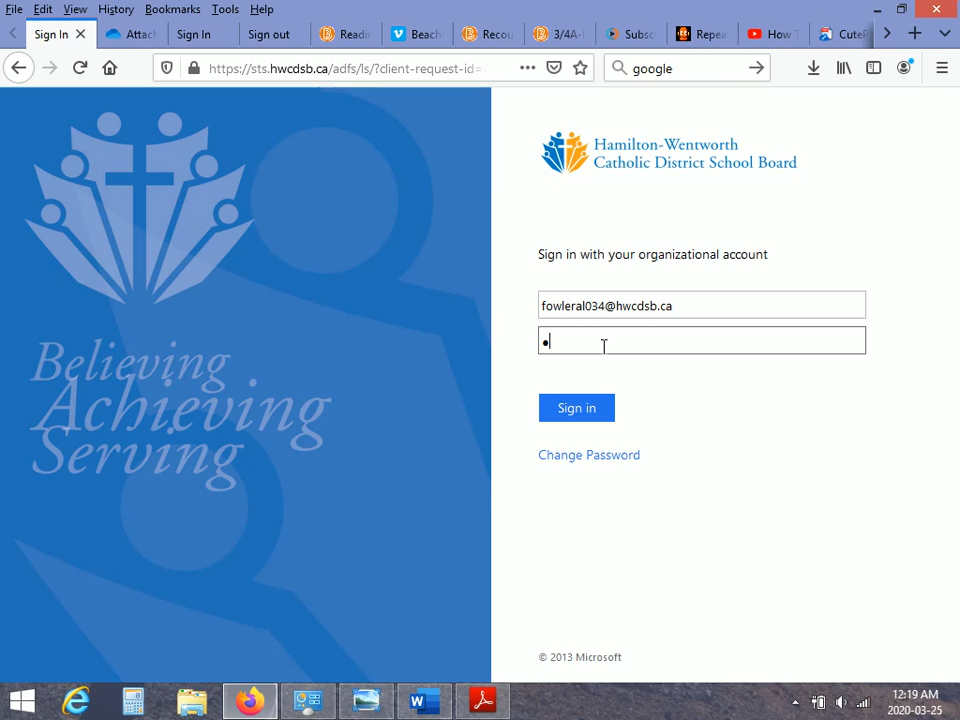 File Edit View History Bookmarks Tools Help
Sign In Attach Sign In Sign out Readi Beach Recou 3/4A- Subsc Repea How T CuteP
https://sts.hwcdsb.ca/adfs/ls/?client-request-id= google
Hamilton-Wentworth
Catholic District School Board
Sign in with your organizational account
fowleral034@hwcdsb.ca
Sign in
Change Password
Believing
Achieving
Serving
© 2013 Microsoft
12:19 AM
2020-03-25